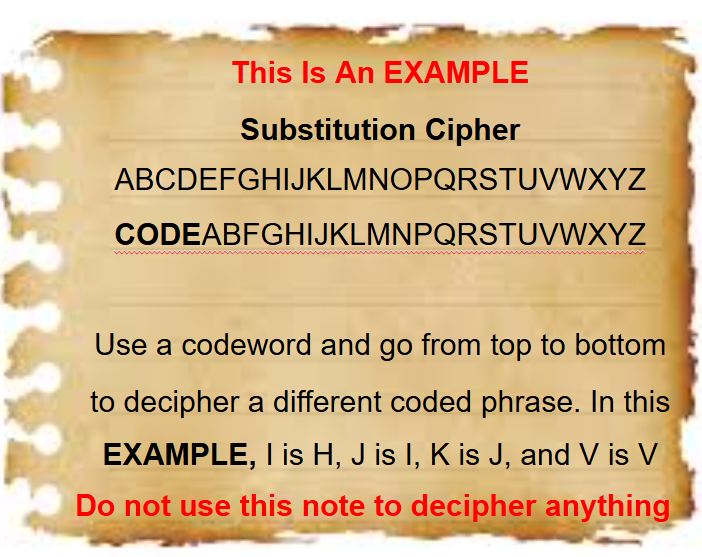 This Is An EXAMPLE
Substitution Cipher
ABCDEFGHIJKLMNOPQRSTUVWXYZ
CODEABFGHIJKLMNPQRSTUVWXYZ
Use a codeword and go from top to bottom
to decipher a different coded phrase. In this
EXAMPLE, I is H, J is I, K is J, and V is V
Do not use this note to decipher anything